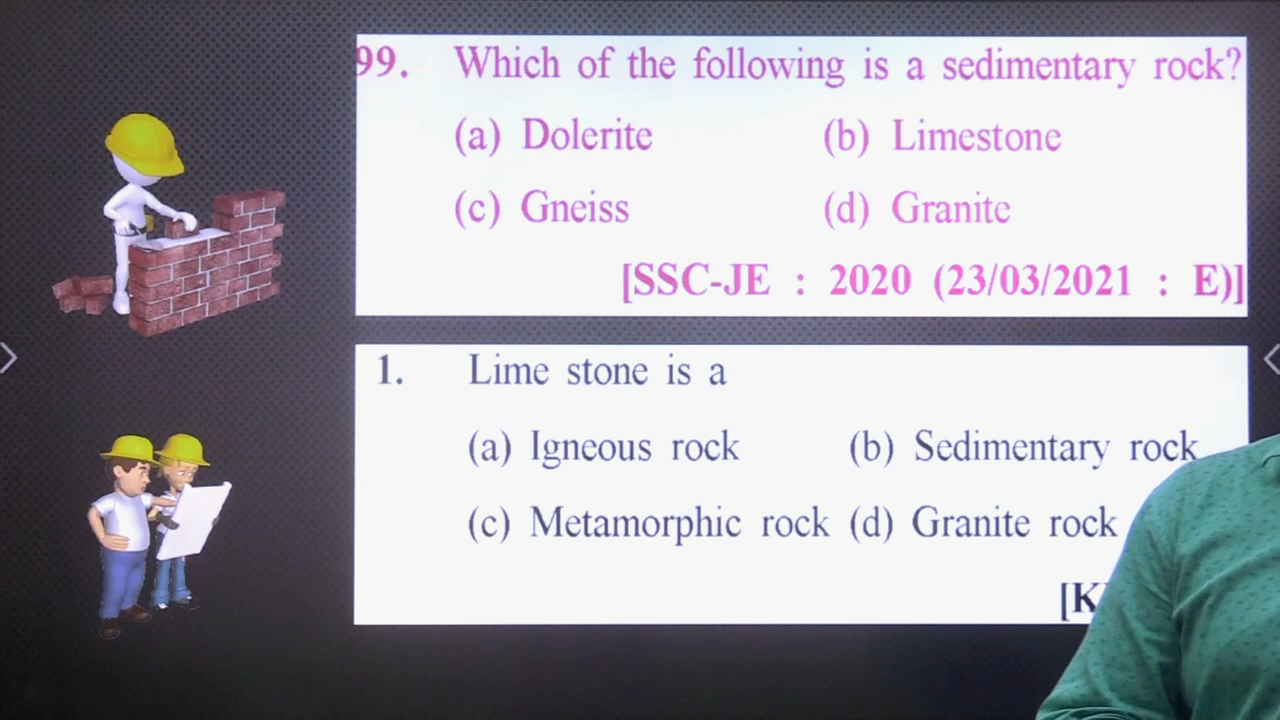 99. Which of the following is a sedimentary rock?
(a) Dolerite (b) Limestone
(c) Gneiss (d) Granite
[SSC-JE : 2020 (23/03/2021 : E)]
1. Lime stone is a
(a) Igneous rock (b) Sedimentary rock
(c) Metamorphic rock (d) Granite rock